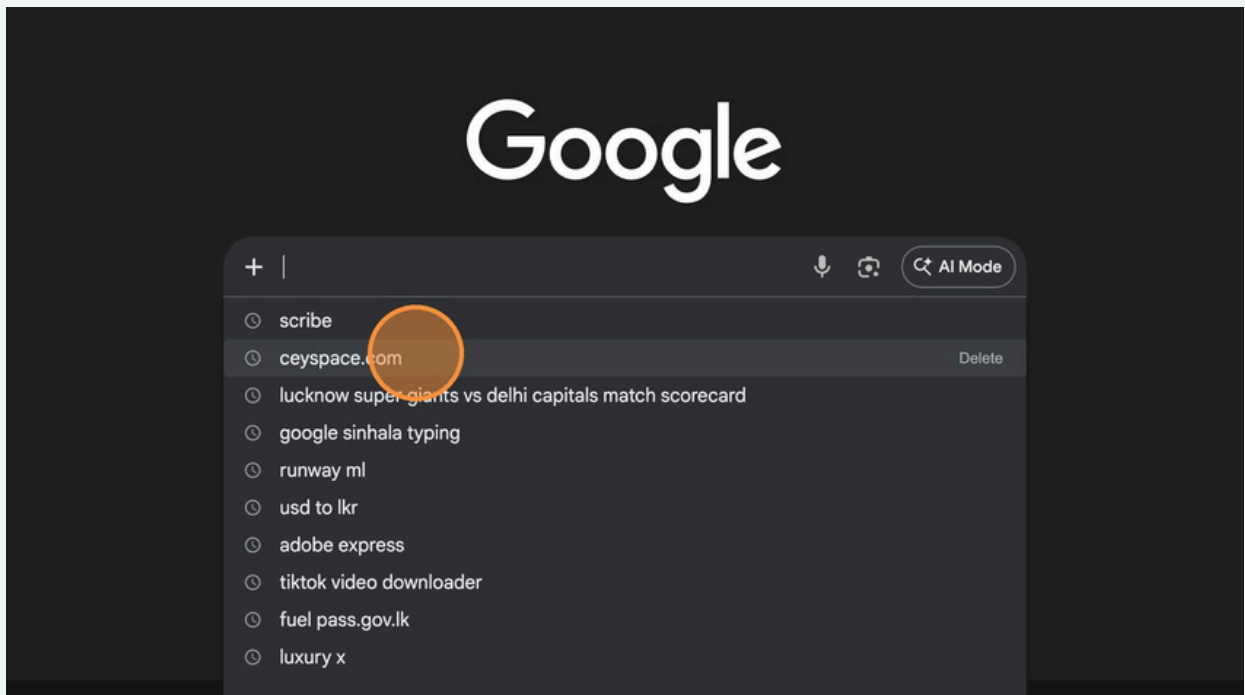 Google
AI Mode
scribe
ceyspace.com
Delete
lucknow super giants vs delhi capitals match scorecard
google sinhala typing
runway ml
usd to lkr
adobe express
tiktok video downloader
fuel pass.gov.lk
luxury x